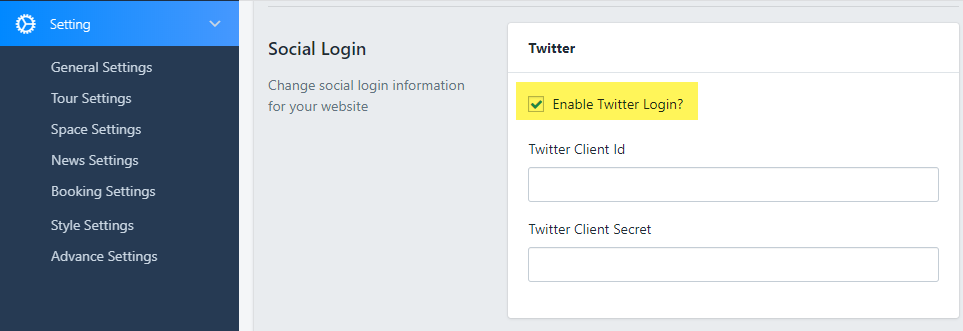 Setting
General Settings
Tour Settings
Space Settings
News Settings
Booking Settings
Style Settings
Advance Settings
Social Login
Change social login information
for your website
Twitter
Enable Twitter Login?
Twitter Client Id
Twitter Client Secret